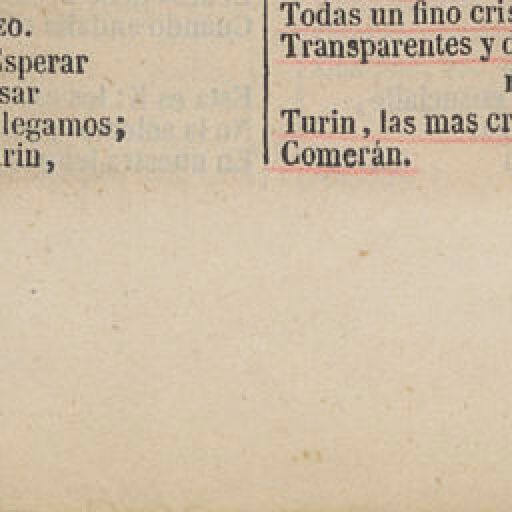 EO.
Esperar
sar
legamos;
rin,
Todas un fino cris
Transparentes y d
Turin, las mas cr
Comerán.